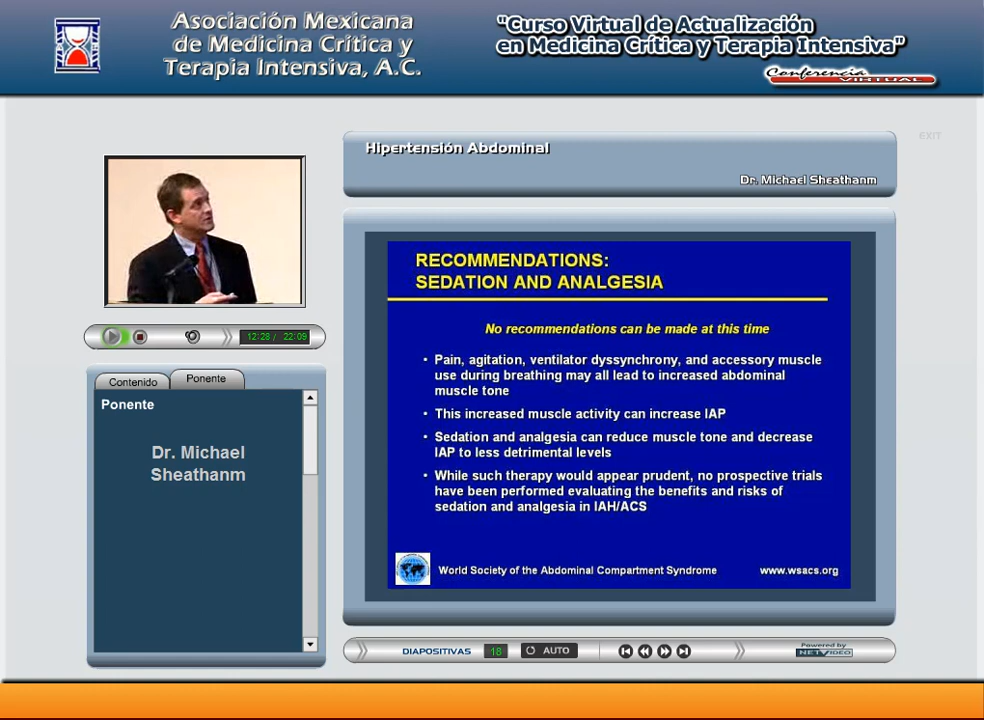 Asociación Mexicana
de Medicina Crítica y
Terapia Intensiva, A.C.
"Curso Virtual de Actualización
en Medicina Crítica y Terapia Intensiva"
Conferencia
VIRTUAL
EXIT
Hipertensión Abdominal
Dr. Michael Sheathanm
12:28 / 22:09
Contenido
Ponente
Ponente
Dr. Michael
Sheathanm
RECOMMENDATIONS:
SEDATION AND ANALGESIA
No recommendations can be made at this time
• Pain, agitation, ventilator dyssynchrony, and accessory muscle
use during breathing may all lead to increased abdominal
muscle tone
• This increased muscle activity can increase IAP
• Sedation and analgesia can reduce muscle tone and decrease
IAP to less detrimental levels
• While such therapy would appear prudent, no prospective trials
have been performed evaluating the benefits and risks of
sedation and analgesia in IAH/ACS
World Society of the Abdominal Compartment Syndrome
www.wsacs.org
DIAPOSITIVAS
18
AUTO
Powered by
NETVIDEO